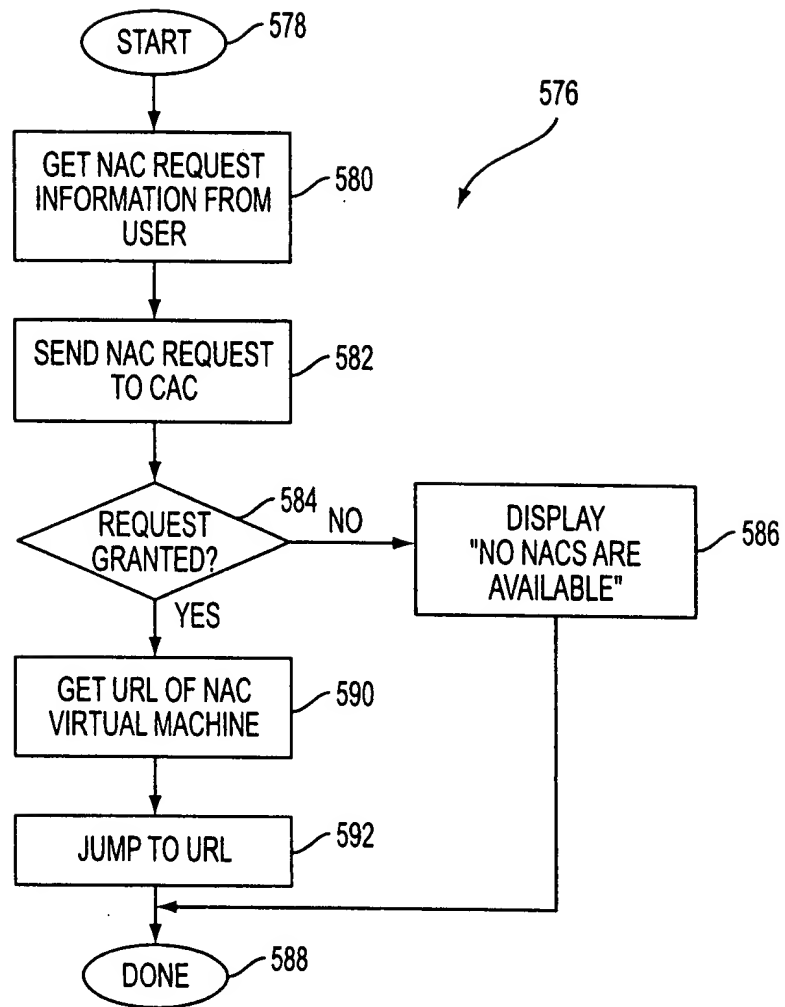 START
578
576
GET NAC REQUEST
INFORMATION FROM
USER
580
SEND NAC REQUEST
TO CAC
582
REQUEST
GRANTED?
584
NO
DISPLAY
"NO NACS ARE
AVAILABLE"
586
YES
GET URL OF NAC
VIRTUAL MACHINE
590
JUMP TO URL
592
DONE
588